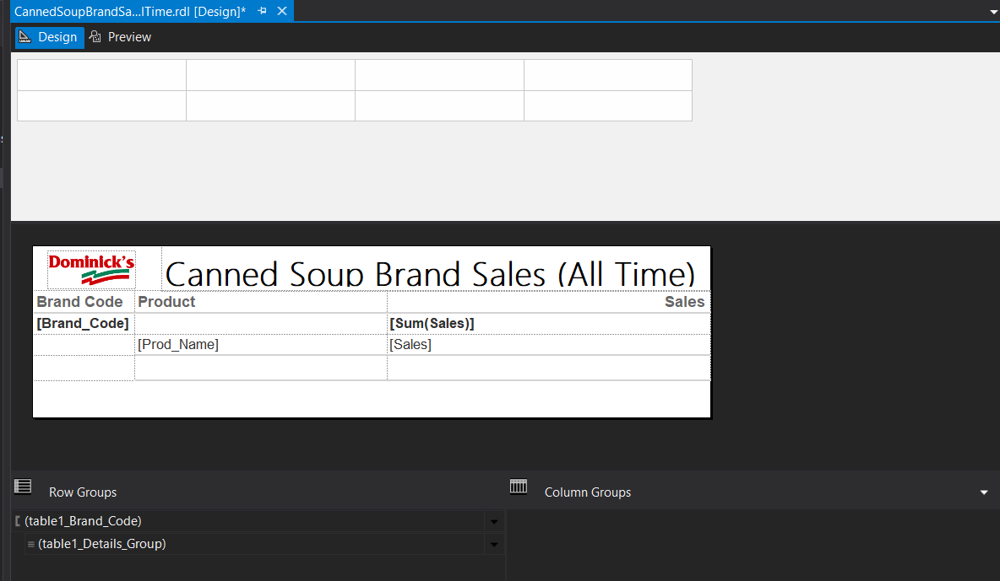 CannedSoupBrandSa...lTime.rdl [Design]*
Design Preview
Dominick's
Canned Soup Brand Sales (All Time)
Brand Code Product Sales
[Brand_Code] [Sum(Sales)]
[Prod_Name] [Sales]
Row Groups Column Groups
(table1_Brand_Code)
(table1_Details_Group)